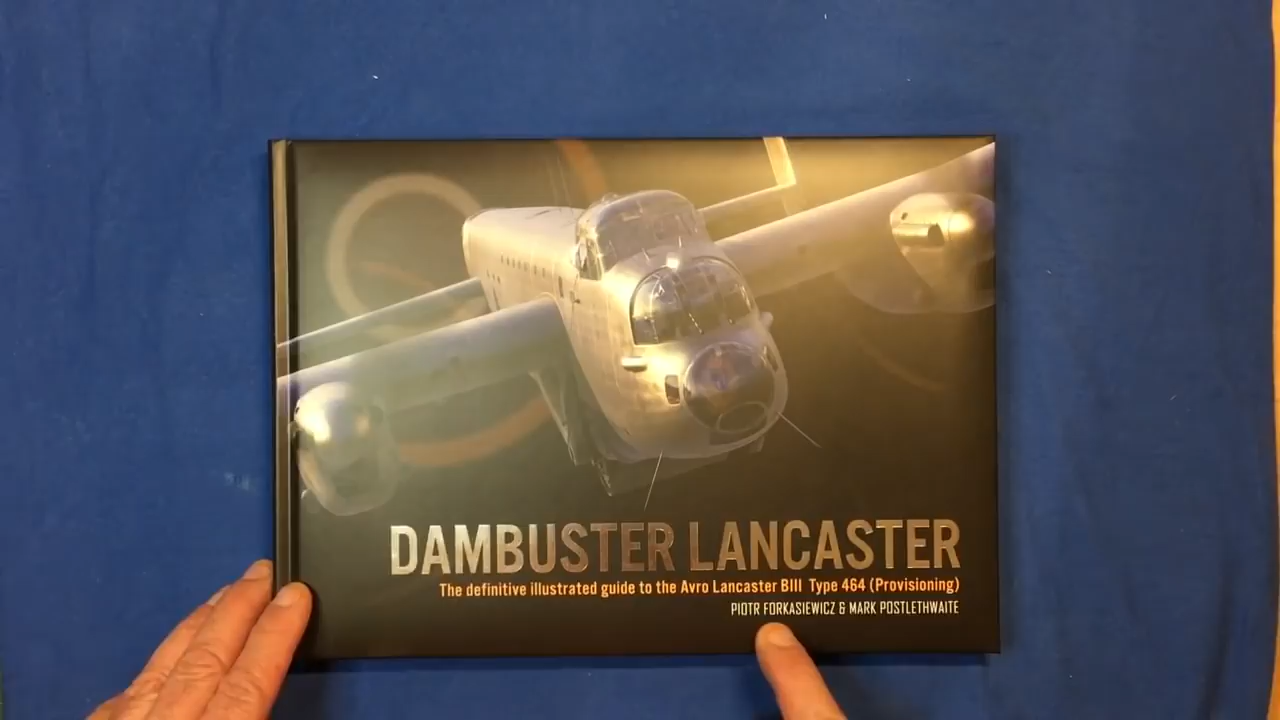 DAMBUSTER LANCASTER
The definitive illustrated guide to the Avro Lancaster BIII Type 464 (Provisioning)
PIOTR FORKASIEWICZ & MARK POSTLETHWAITE